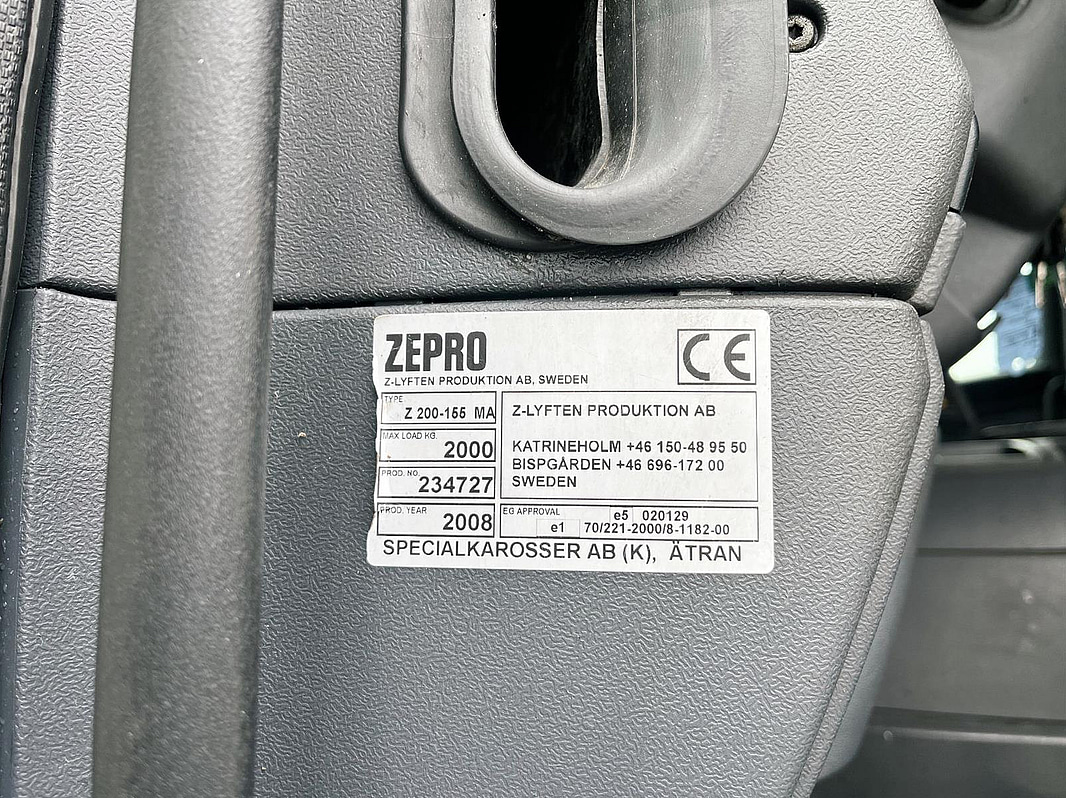 ZEPRO
CE
Z-LYFTEN PRODUKTION AB, SWEDEN
TYPE
Z 200-155 MA
MAX LOAD KG.
2000
PROD. NO.
234727
PROD. YEAR
2008
Z-LYFTEN PRODUKTION AB
KATRINEHOLM +46 150-48 95 50
BISPGÅRDEN +46 696-172 00
SWEDEN
EG APPROVAL e5 020129
e1 70/221-2000/8-1182-00
SPECIALKAROSSER AB (K), ÄTRAN